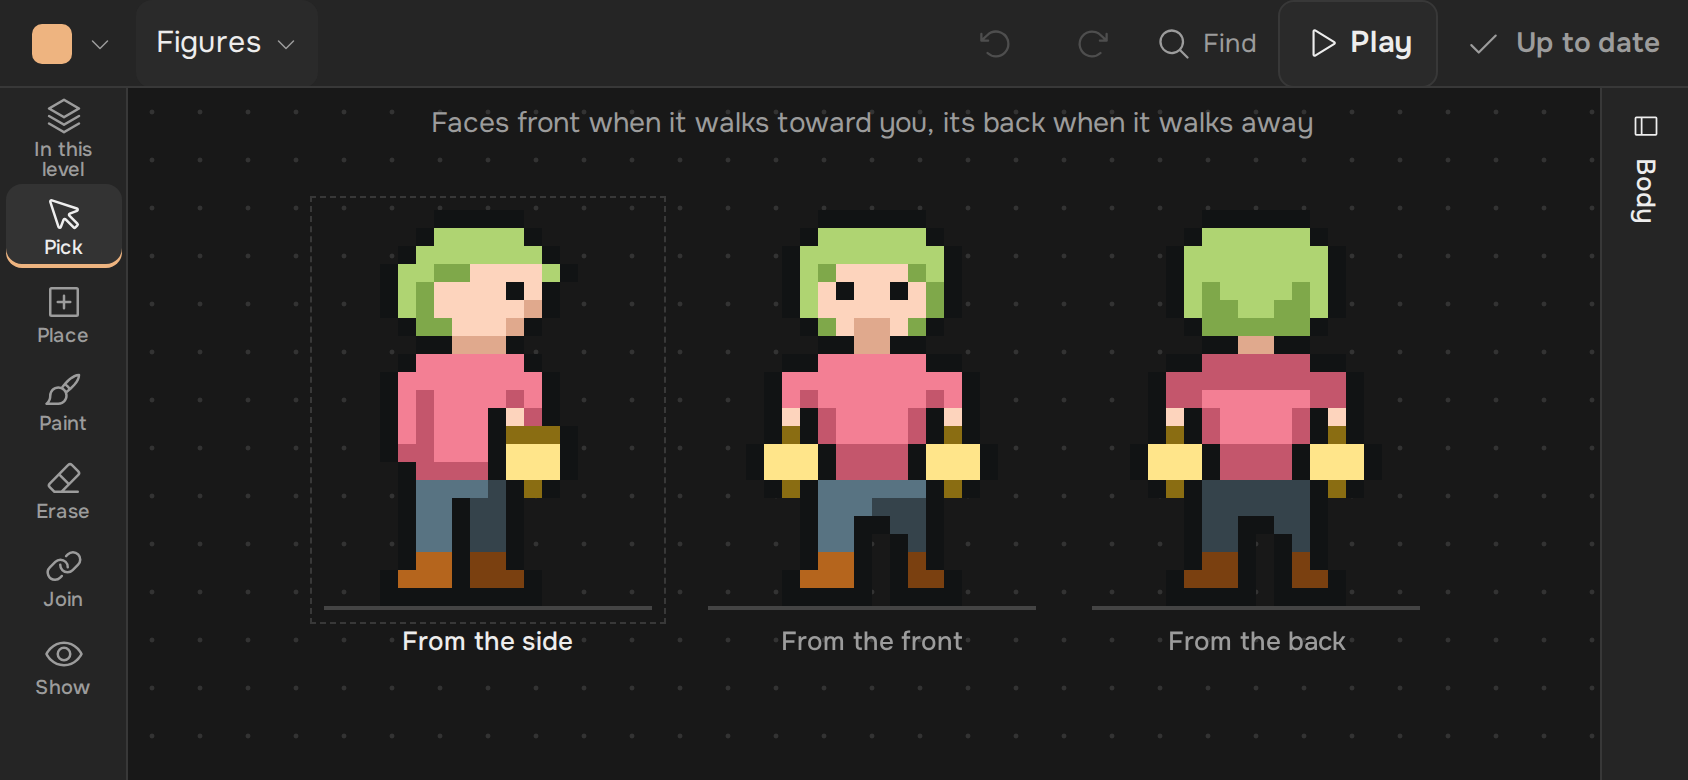 Figures
Find
Play
Up to date
In this
level
Pick
Place
Paint
Erase
Join
Show
Faces front when it walks toward you, its back when it walks away
From the side
From the front
From the back
Body